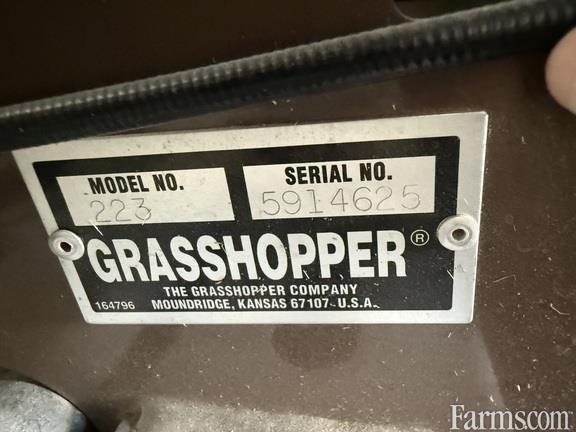 MODEL NO.
223
SERIAL NO.
5914625
GRASSHOPPER®
THE GRASSHOPPER COMPANY
164796 MOUNDRIDGE, KANSAS 67107 U.S.A.
Farms.com